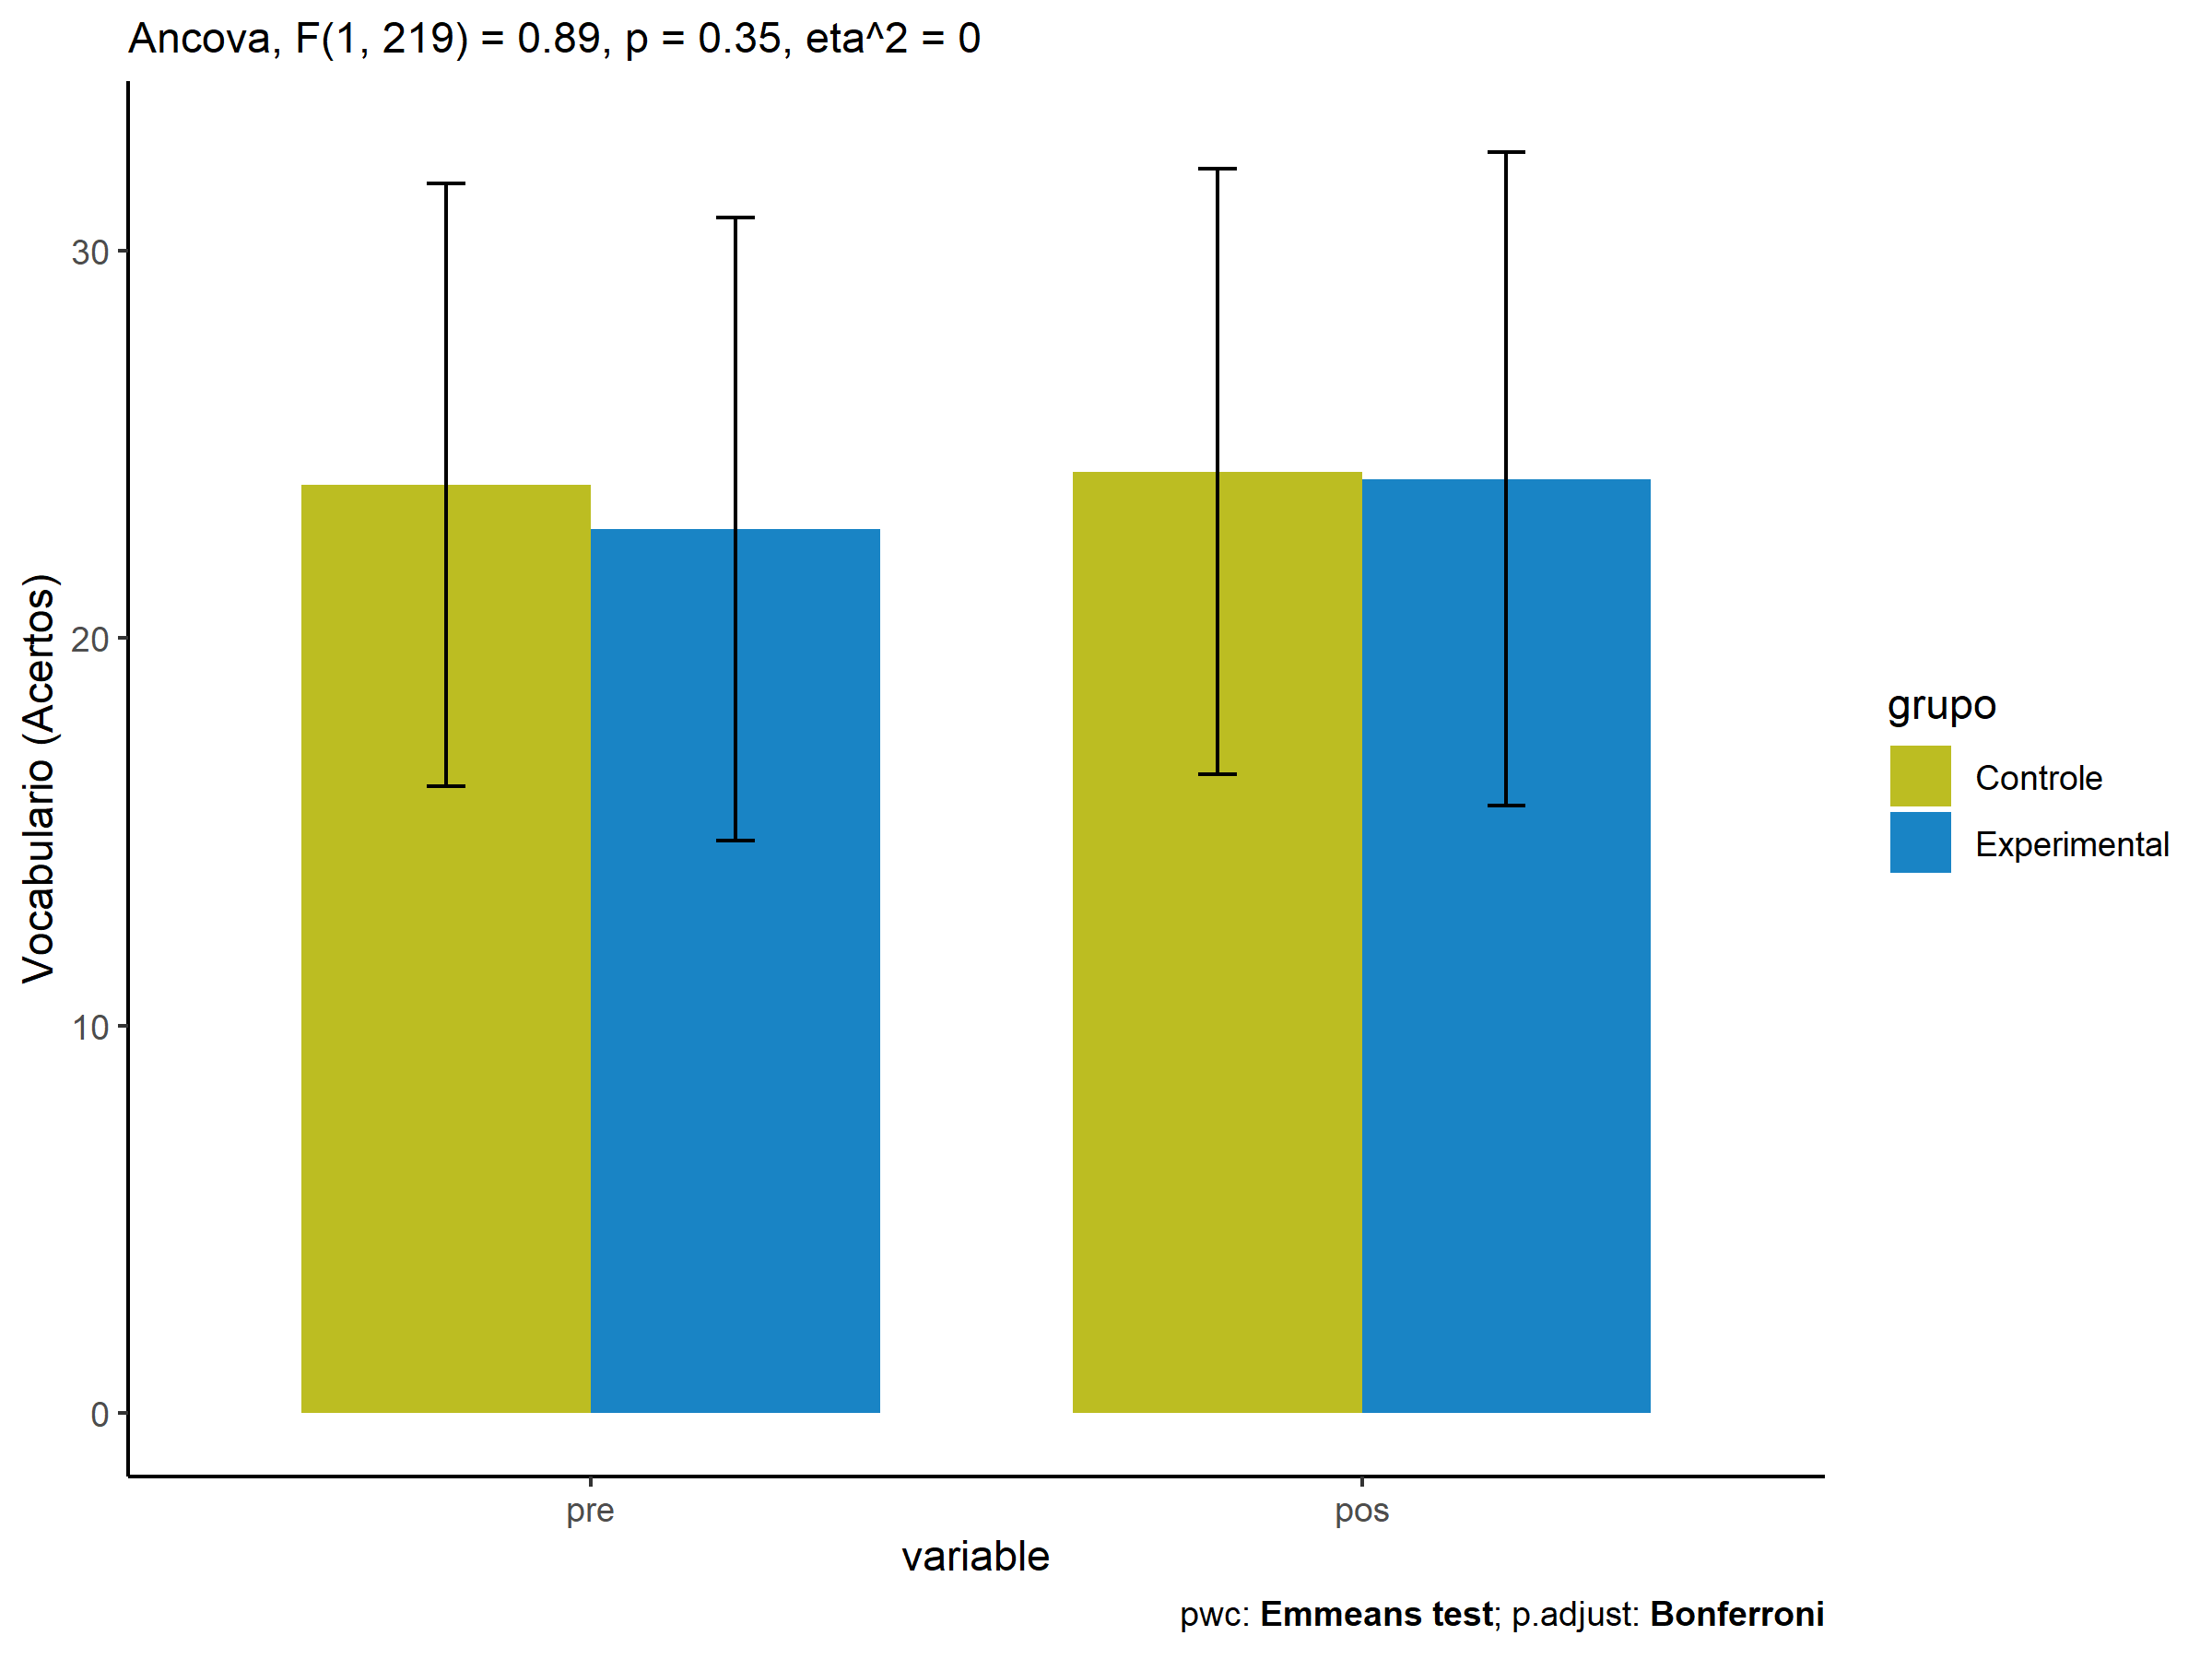 Ancova, F(1, 219) = 0.89, p = 0.35, eta^2 = 0
Vocabulario (Acertos)
30
20
10
0
pre
pos
variable
grupo
Controle
Experimental
pwc: Emmeans test; p.adjust: Bonferroni